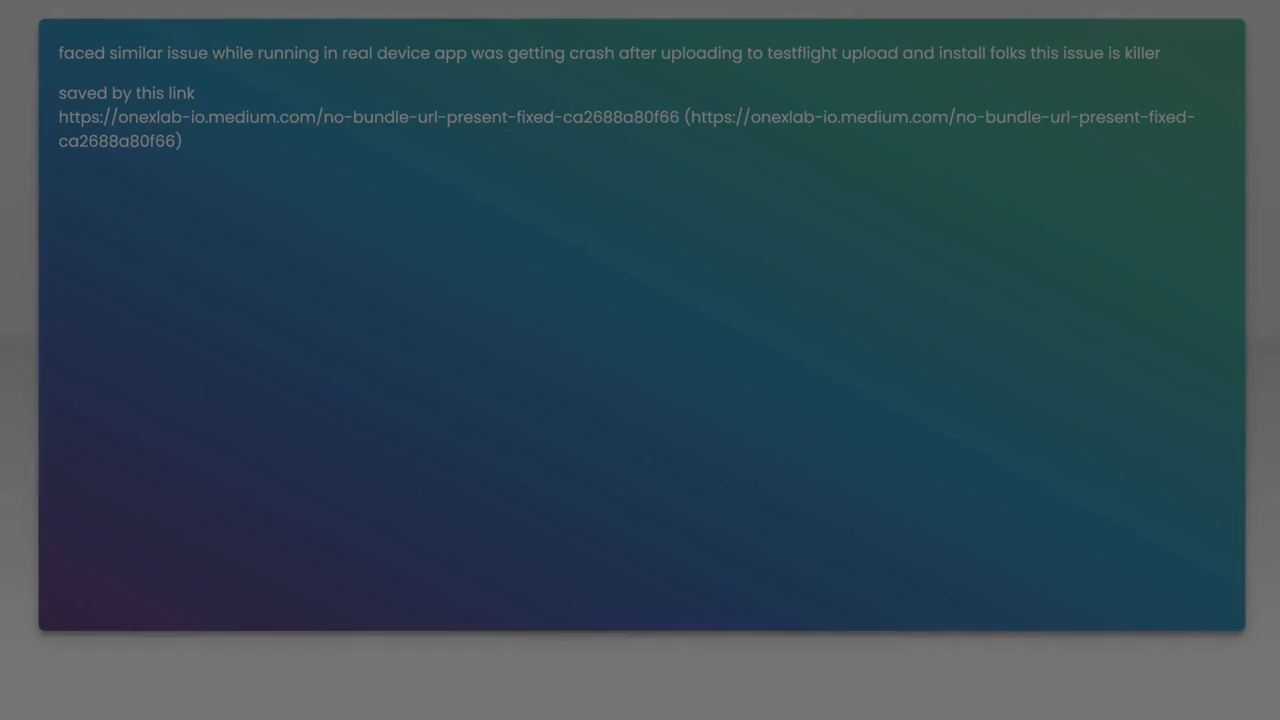 faced similar issue while running in real device app was getting crash after uploading to testflight upload and install folks this issue is killer
saved by this link
https://onexlab-io.medium.com/no-bundle-url-present-fixed-ca2688a80f66 (https://onexlab-io.medium.com/no-bundle-url-present-fixed-
ca2688a80f66)